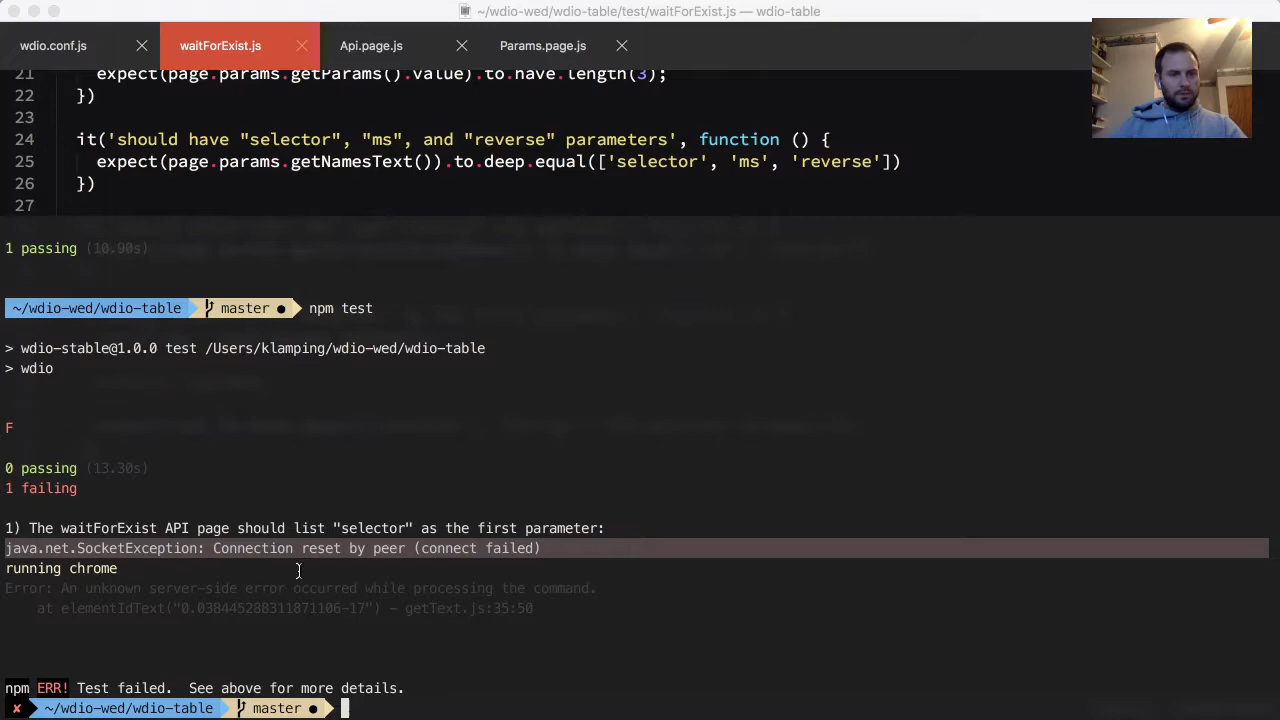 ~/wdio-wed/wdio-table/test/waitForExist.js — wdio-table
wdio.conf.js waitForExist.js Api.page.js Params.page.js
21 expect(page.params.getParams().value).to.have.length(3);
22 })
23
24 it('should have "selector", "ms", and "reverse" parameters', function () {
25 expect(page.params.getNamesText()).to.deep.equal(['selector', 'ms', 'reverse'])
26 })
27
1 passing (10.90s)
~/wdio-wed/wdio-table master ● npm test
> wdio-stable@1.0.0 test /Users/klamping/wdio-wed/wdio-table
> wdio
F
0 passing (13.30s)
1 failing
1) The waitForExist API page should list "selector" as the first parameter:
java.net.SocketException: Connection reset by peer (connect failed)
running chrome
Error: An unknown server-side error occurred while processing the command.
at elementIdText("0.038445288311871106-17") - getText.js:35:50
npm ERR! Test failed. See above for more details.
✘ ~/wdio-wed/wdio-table master ●